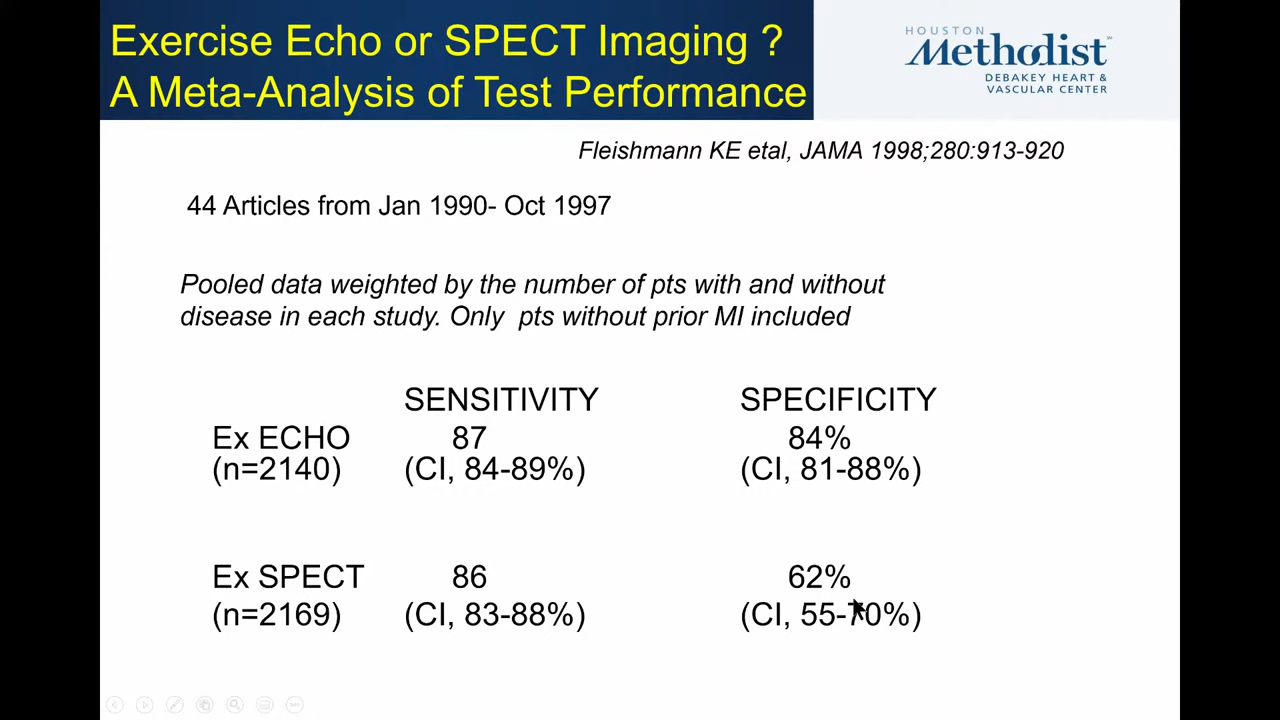 Exercise Echo or SPECT Imaging ?
A Meta-Analysis of Test Performance
HOUSTON
Methodist
DEBAKEY HEART &
VASCULAR CENTER
Fleishmann KE etal, JAMA 1998;280:913-920
44 Articles from Jan 1990- Oct 1997
Pooled data weighted by the number of pts with and without
disease in each study. Only pts without prior MI included
SENSITIVITY SPECIFICITY
Ex ECHO 87 84%
(n=2140) (CI, 84-89%) (CI, 81-88%)
Ex SPECT 86 62%
(n=2169) (CI, 83-88%) (CI, 55-70%)